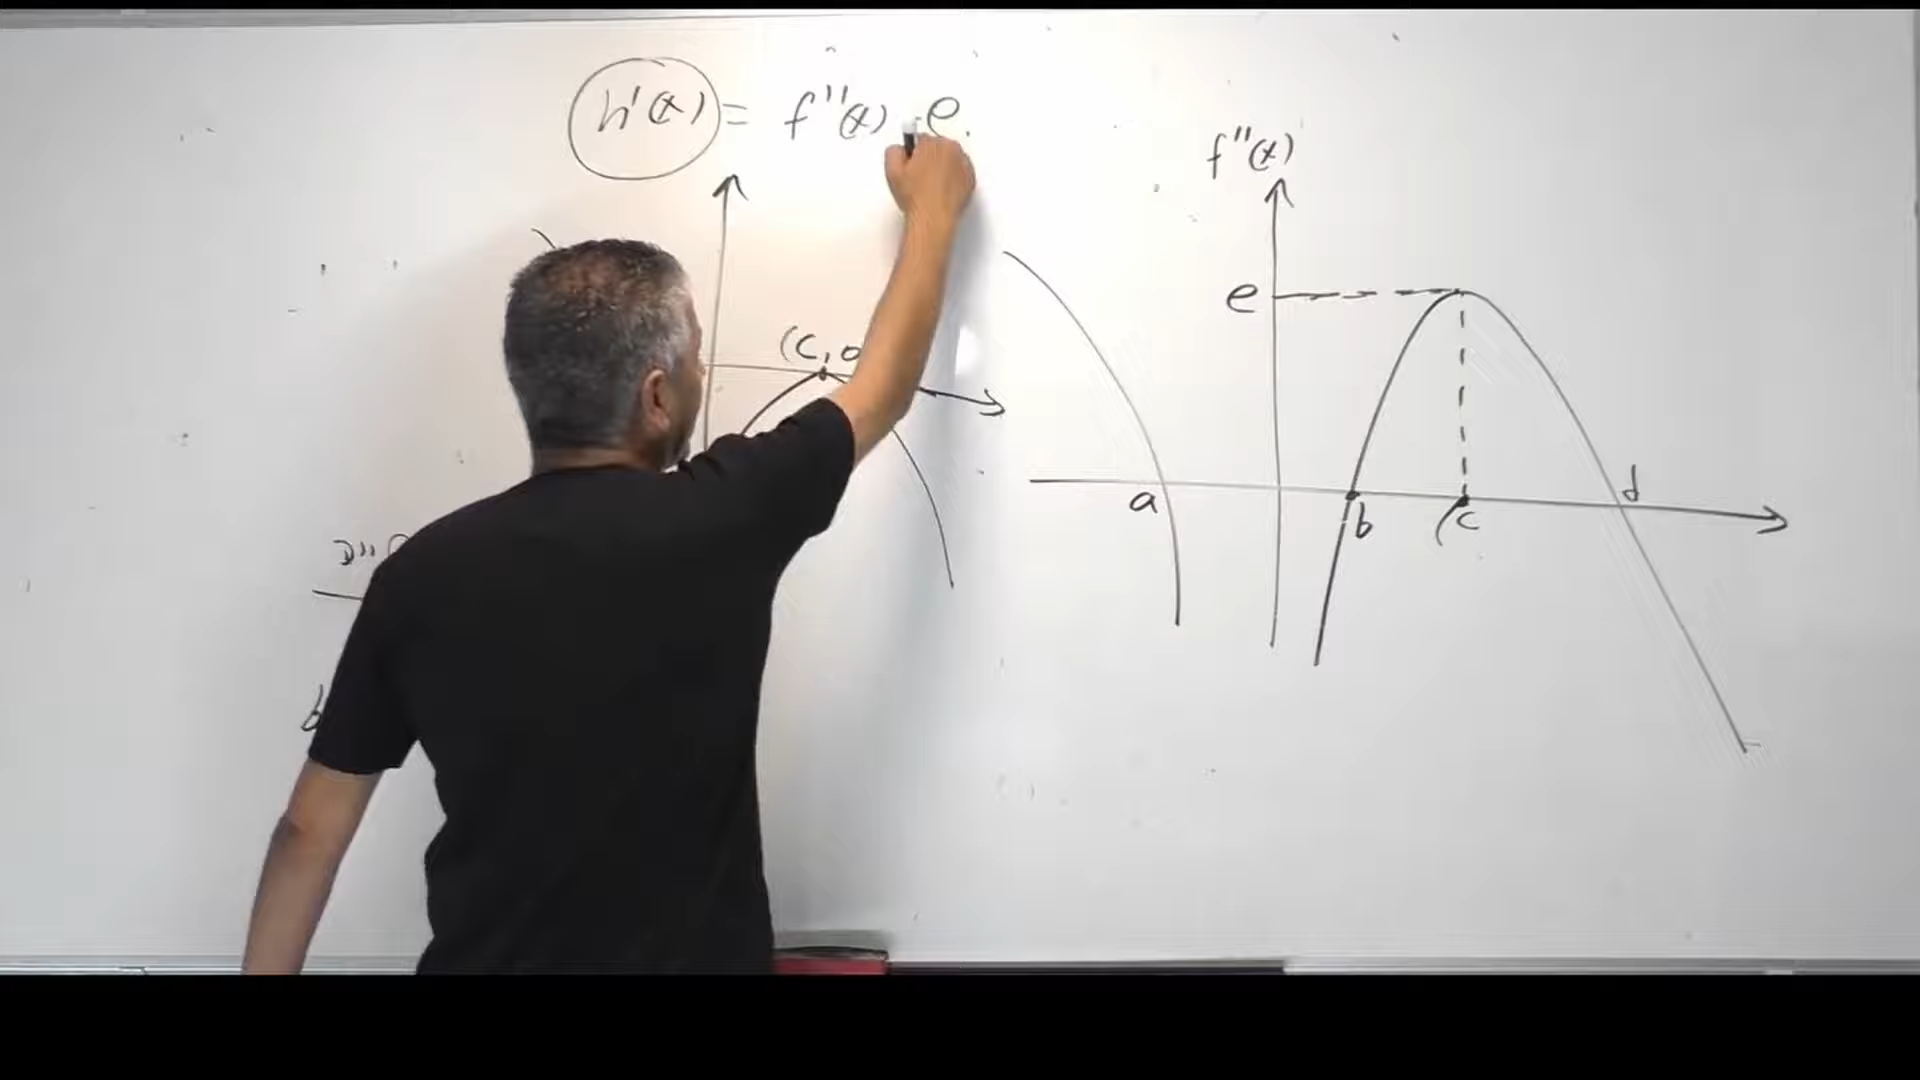 h'(x) = f''(x) - e
f''(x)
e
(c, 0
a
b
c
d